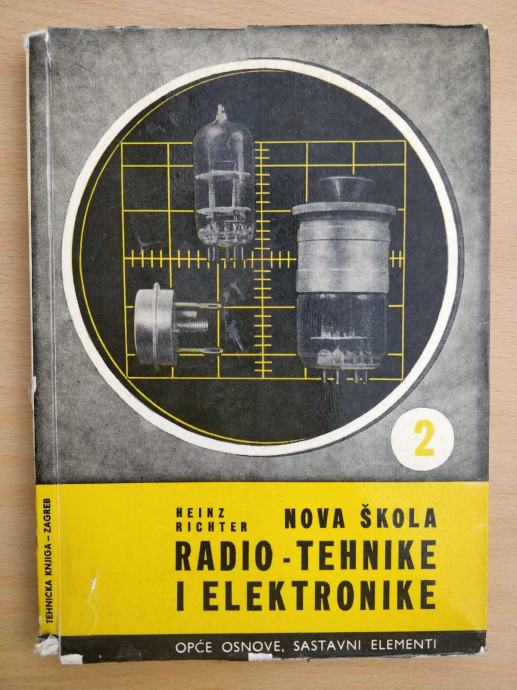 2
HEINZ
RICHTER
NOVA ŠKOLA
RADIO - TEHNIKE
I ELEKTRONIKE
OPĆE OSNOVE, SASTAVNI ELEMENTI
TEHNIČKA KNJIGA – ZAGREB